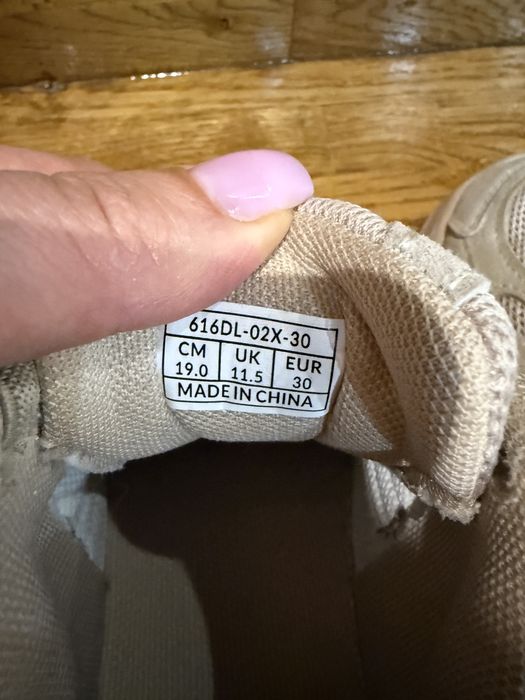 616DL-02X-30
CM UK EUR
19.0 11.5 30
MADE IN CHINA